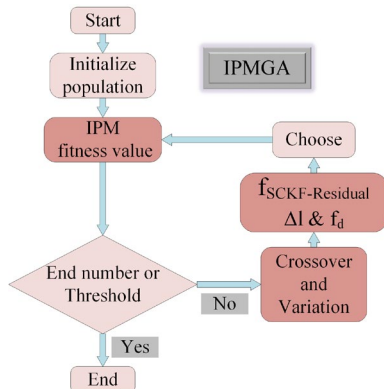 Start
Initialize
population
IPMGA
IPM
fitness value
Choose
fSCKF-Residual
Δl & fd
End number or
Threshold
No
Crossover
and
Variation
Yes
End